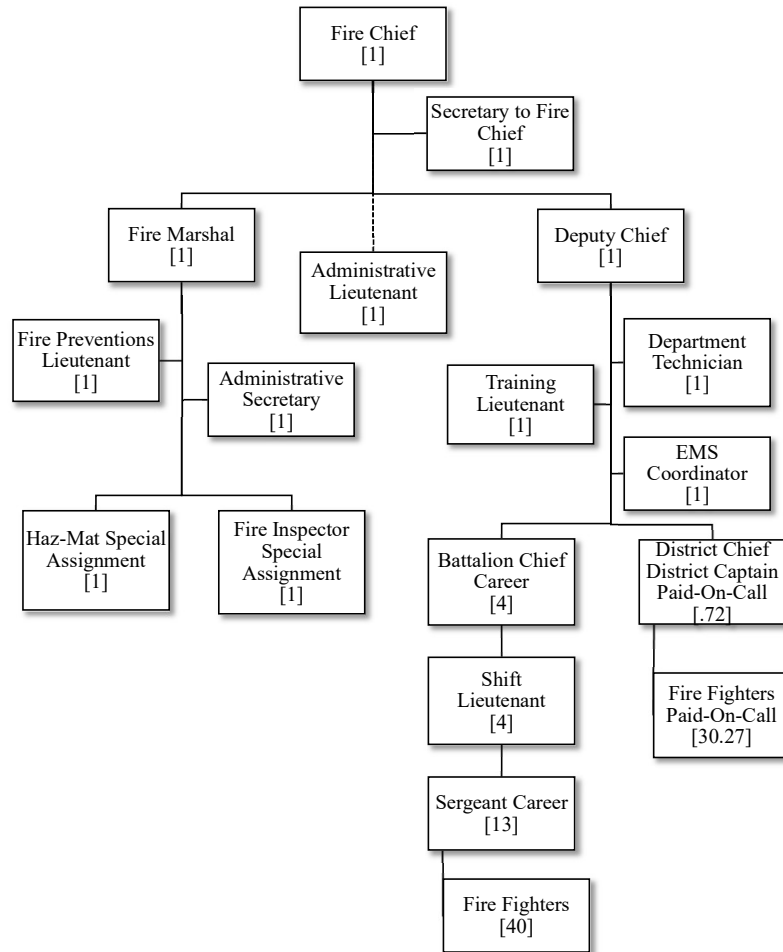 Fire Chief
[1]
Secretary to Fire
Chief
[1]
Fire Marshal
[1]
Administrative
Lieutenant
[1]
Deputy Chief
[1]
Fire Preventions
Lieutenant
[1]
Administrative
Secretary
[1]
Training
Lieutenant
[1]
Department
Technician
[1]
EMS
Coordinator
[1]
Haz-Mat Special
Assignment
[1]
Fire Inspector
Special
Assignment
[1]
Battalion Chief
Career
[4]
District Chief
District Captain
Paid-On-Call
[.72]
Shift
Lieutenant
[4]
Fire Fighters
Paid-On-Call
[30.27]
Sergeant Career
[13]
Fire Fighters
[40]